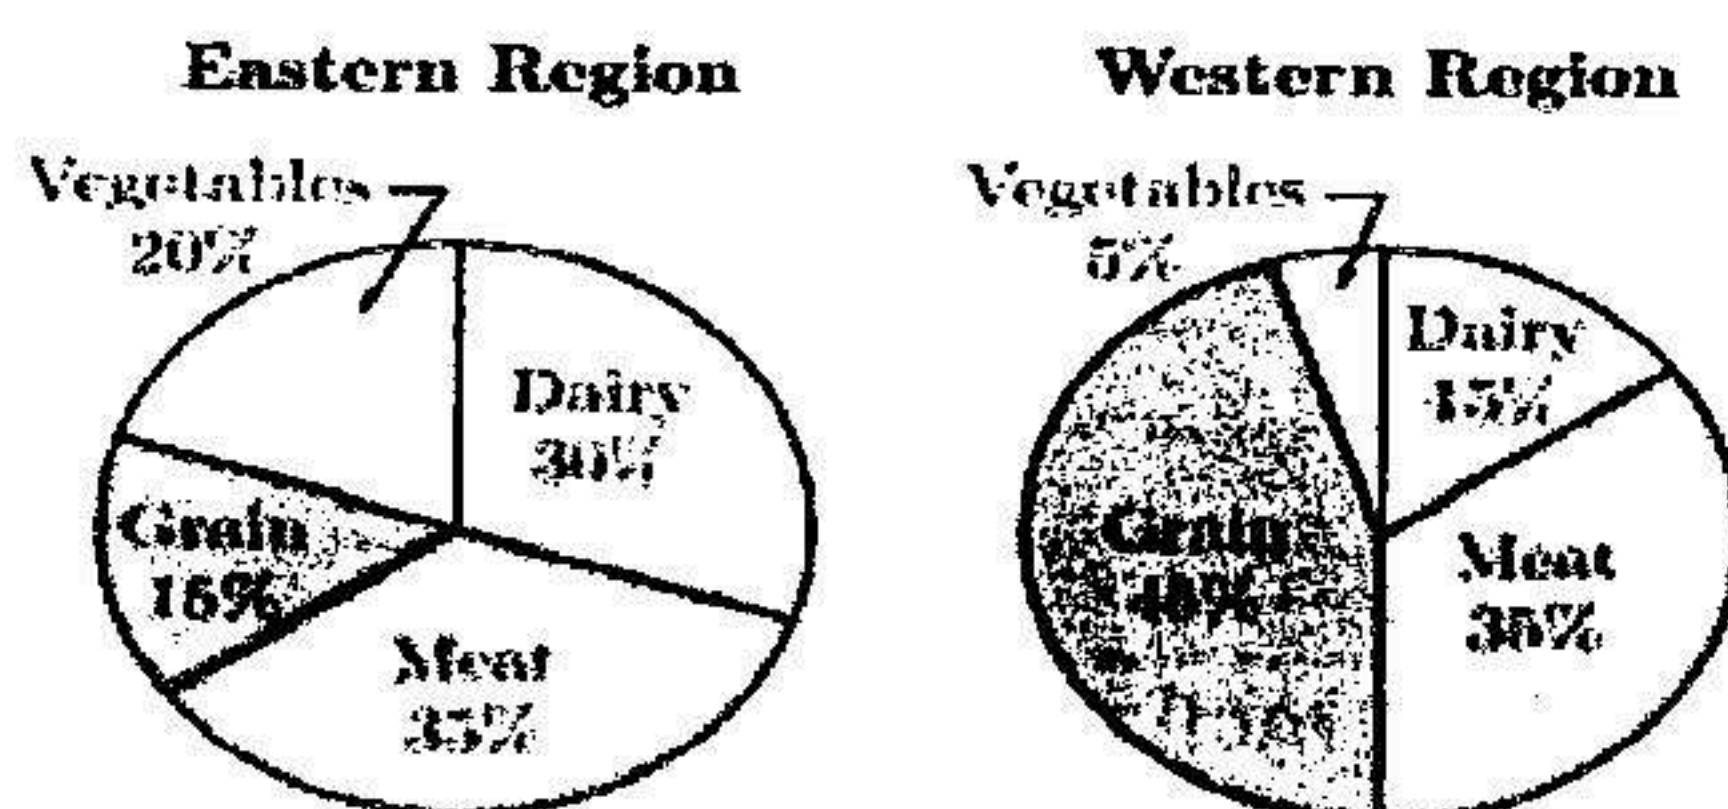 Eastern Region
Vegetables
20%
Dairy
30%
Grain
15%
Meat
35%
Western Region
Vegetables
5%
Dairy
15%
Grain
45%
Meat
35%